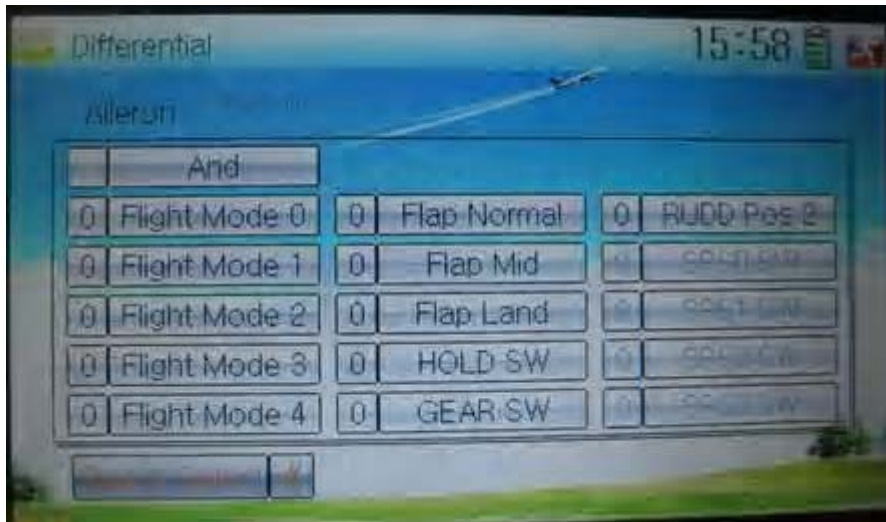 Differential 15:58
Aileron
And
0 Flight Mode 0 0 Flap Normal 0 RUDD Pos 2
0 Flight Mode 1 0 Flap Mid
0 Flight Mode 2 0 Flap Land
0 Flight Mode 3 0 HOLD SW
0 Flight Mode 4 0 GEAR SW